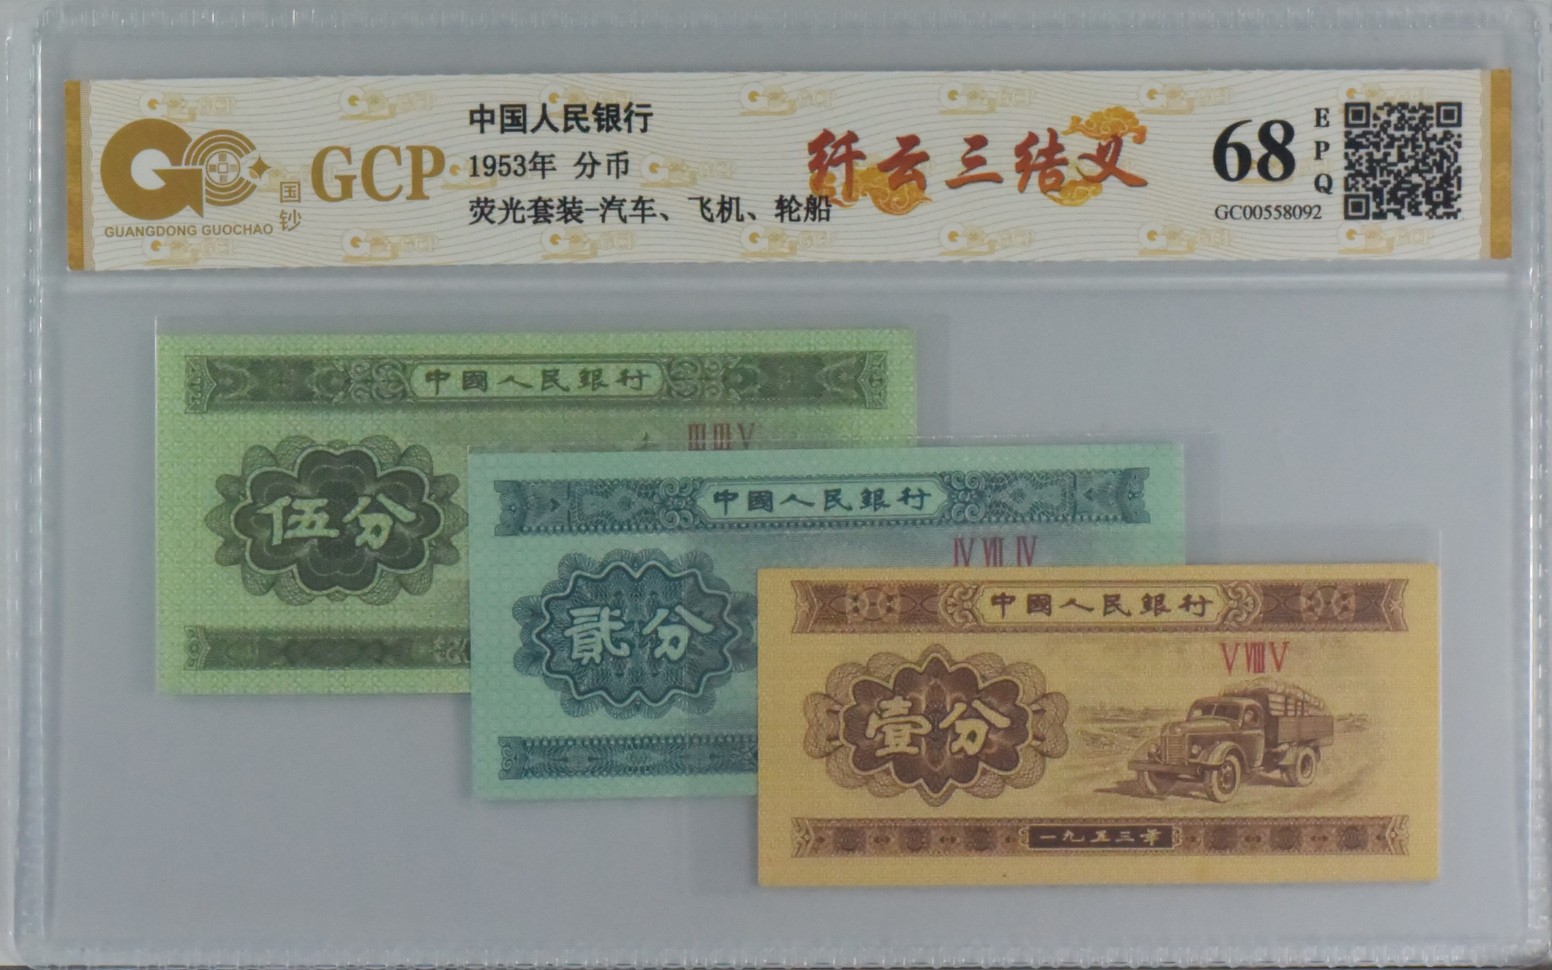 GUANGDONG GUOCHAO
国钞
GCP
中国人民银行
1953年 分币
荧光套装-汽车、飞机、轮船
纤云三结义
68
EPQ
GC00558092
中國人民銀行
III III V
伍分
中國人民銀行
IV VII IV
貳分
中國人民銀行
V VIII V
壹分
一九五三年